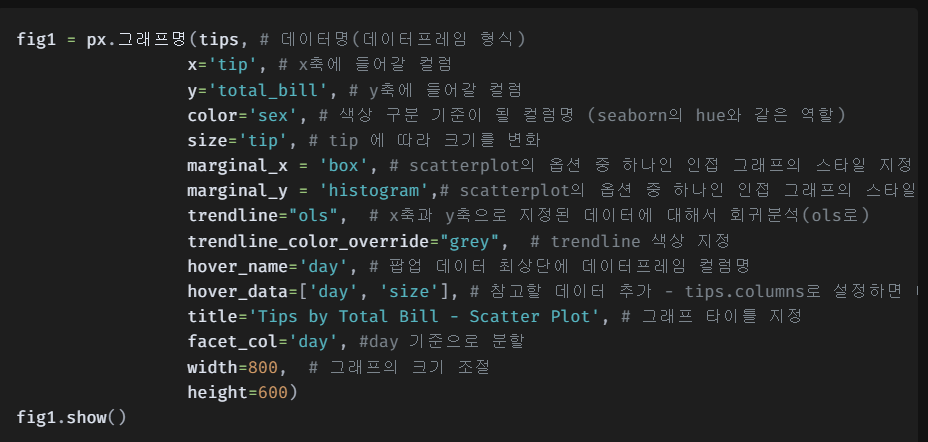 fig1 = px.그래프명(tips, # 데이터명(데이터프레임 형식)
x='tip', # x축에 들어갈 컬럼
y='total_bill', # y축에 들어갈 컬럼
color='sex', # 색상 구분 기준이 될 컬럼명 (seaborn의 hue와 같은 역할)
size='tip', # tip 에 따라 크기를 변화
marginal_x = 'box', # scatterplot의 옵션 중 하나인 인접 그래프의 스타일 지정
marginal_y = 'histogram',# scatterplot의 옵션 중 하나인 인접 그래프의 스타일
trendline="ols",  # x축과 y축으로 지정된 데이터에 대해서 회귀분석(ols로)
trendline_color_override="grey",  # trendline 색상 지정
hover_name='day', # 팝업 데이터 최상단에 데이터프레임 컬럼명
hover_data=['day', 'size'], # 참고할 데이터 추가 - tips.columns로 설정하면
title='Tips by Total Bill - Scatter Plot', # 그래프 타이틀 지정
facet_col='day', #day 기준으로 분할
width=800,  # 그래프의 크기 조절
height=600)
fig1.show()